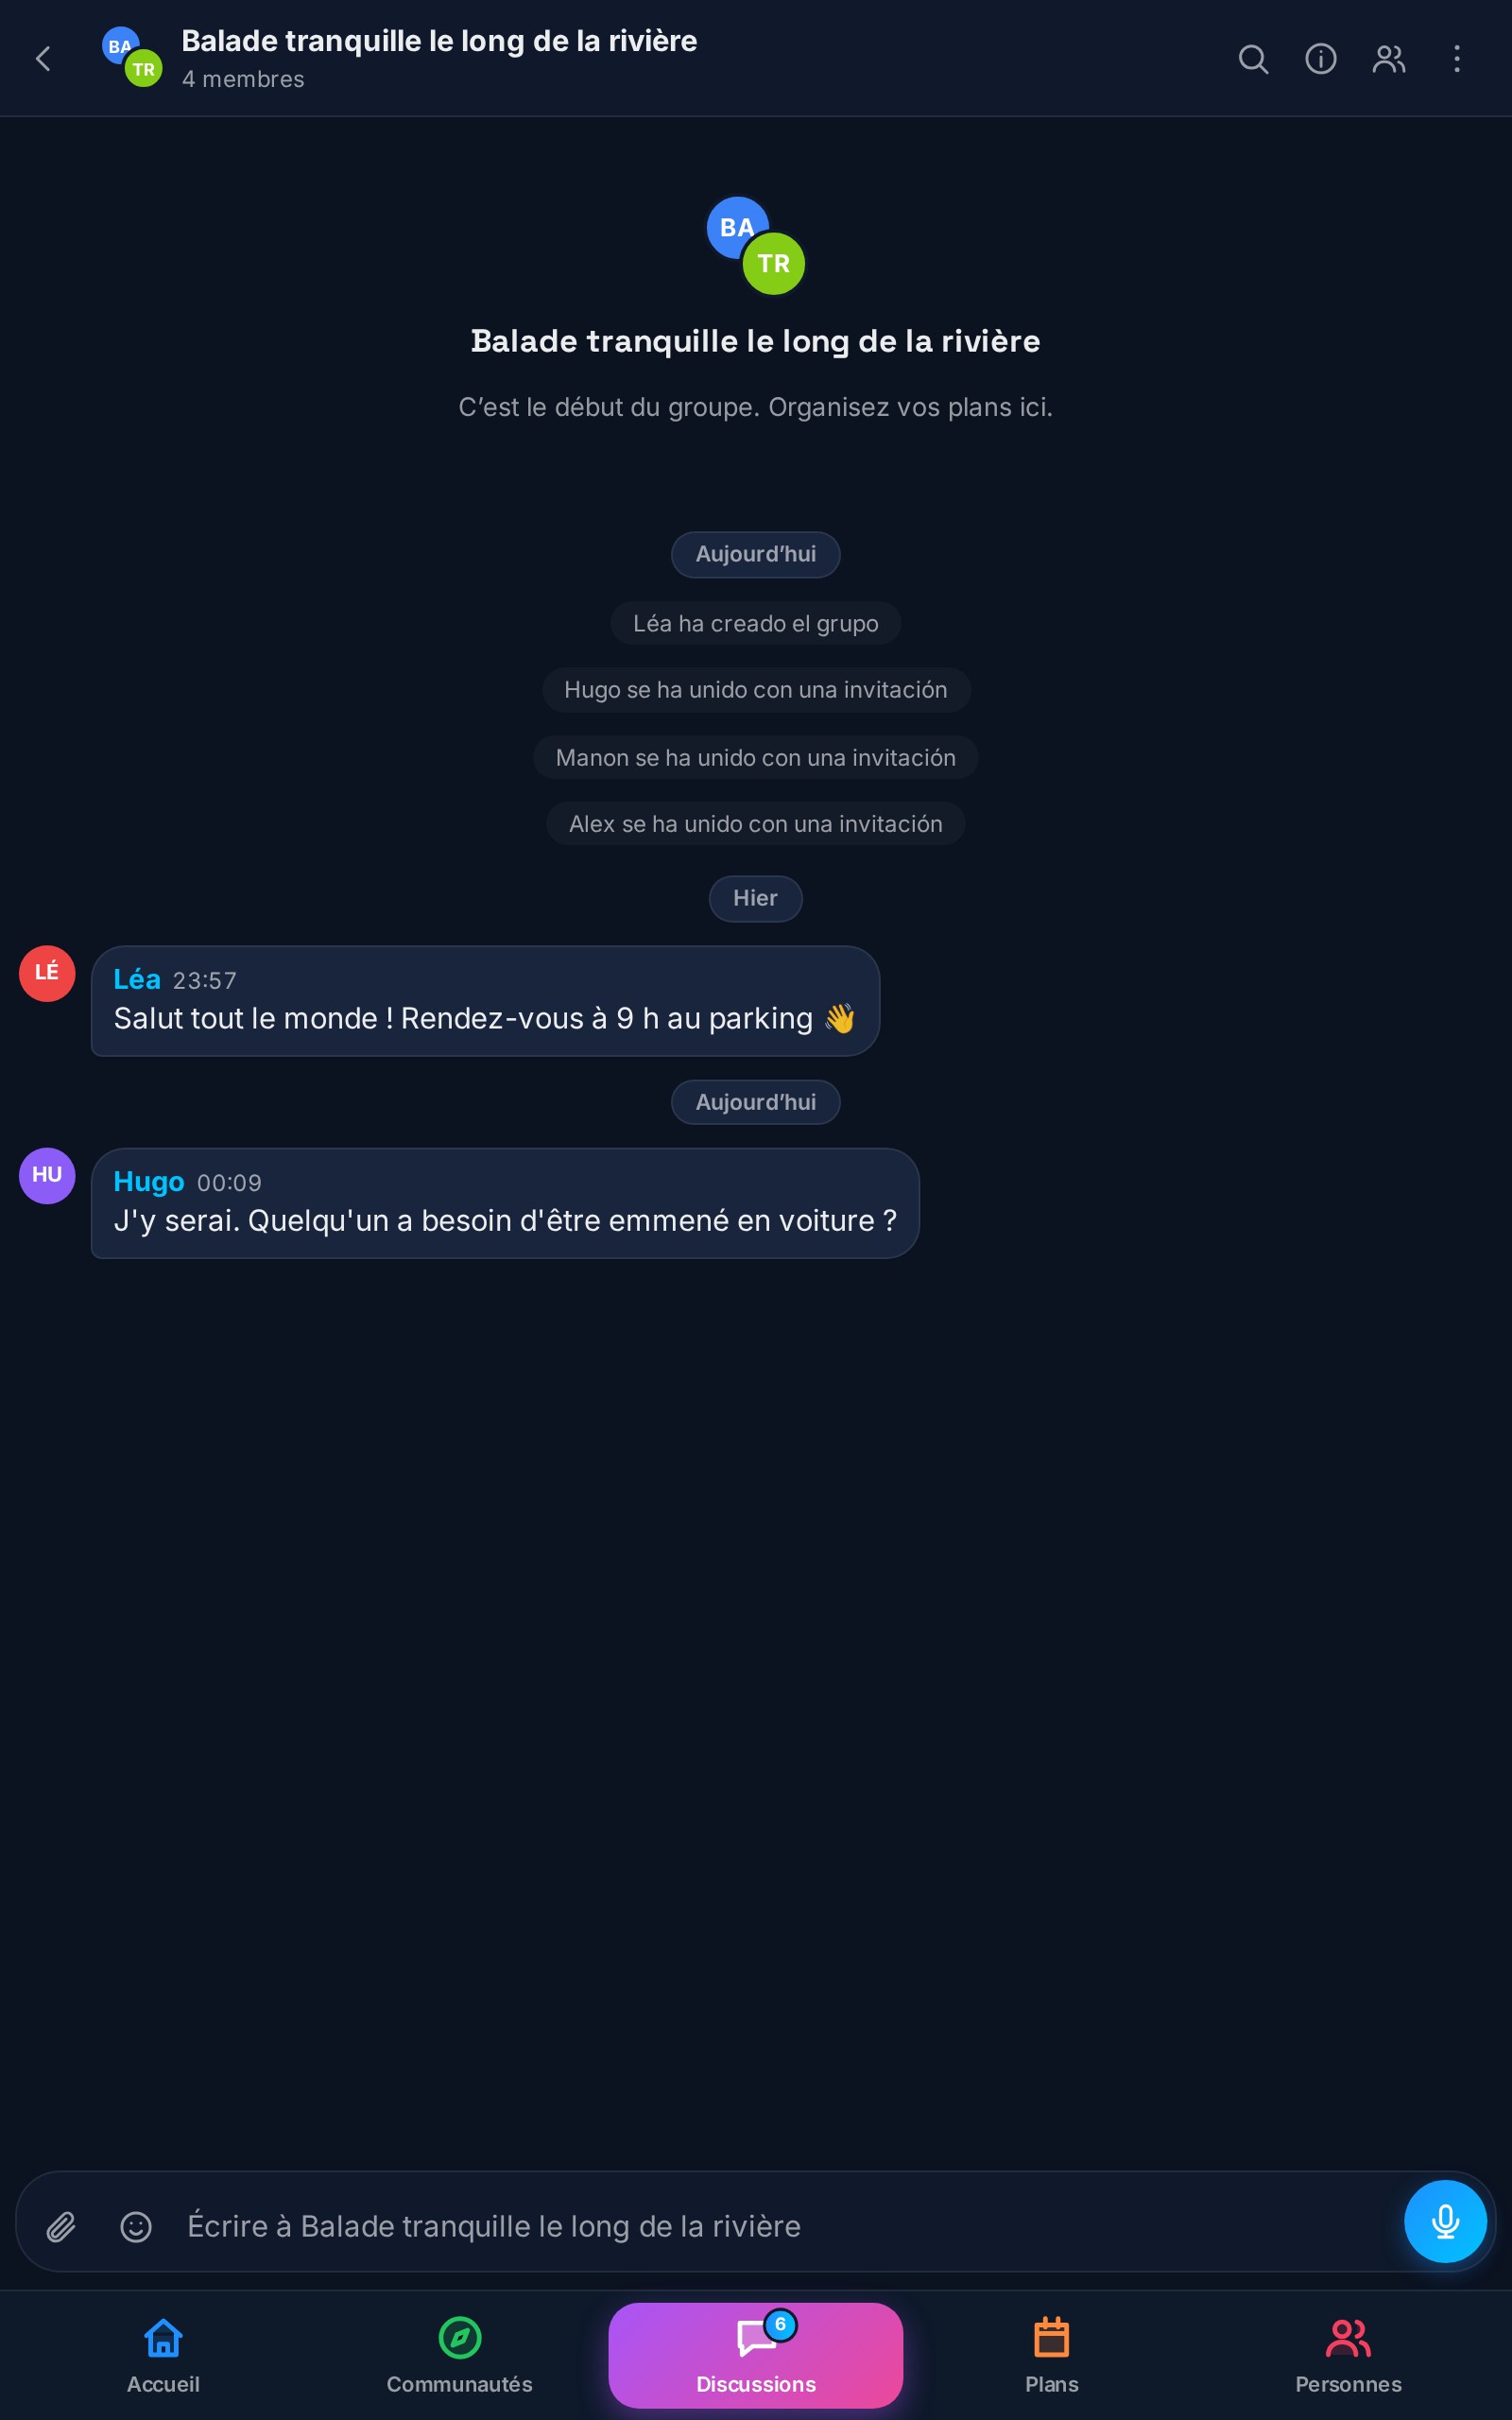 BA
TR
Balade tranquille le long de la rivière
4 membres
BA
TR
Balade tranquille le long de la rivière
C’est le début du groupe. Organisez vos plans ici.
Aujourd’hui
Léa ha creado el grupo
Hugo se ha unido con una invitación
Manon se ha unido con una invitación
Alex se ha unido con una invitación
Hier
LÉ
Léa 23:57
Salut tout le monde ! Rendez-vous à 9 h au parking 👋
Aujourd’hui
HU
Hugo 00:09
J'y serai. Quelqu'un a besoin d'être emmené en voiture ?
Écrire à Balade tranquille le long de la rivière
6
Accueil
Communautés
Discussions
Plans
Personnes